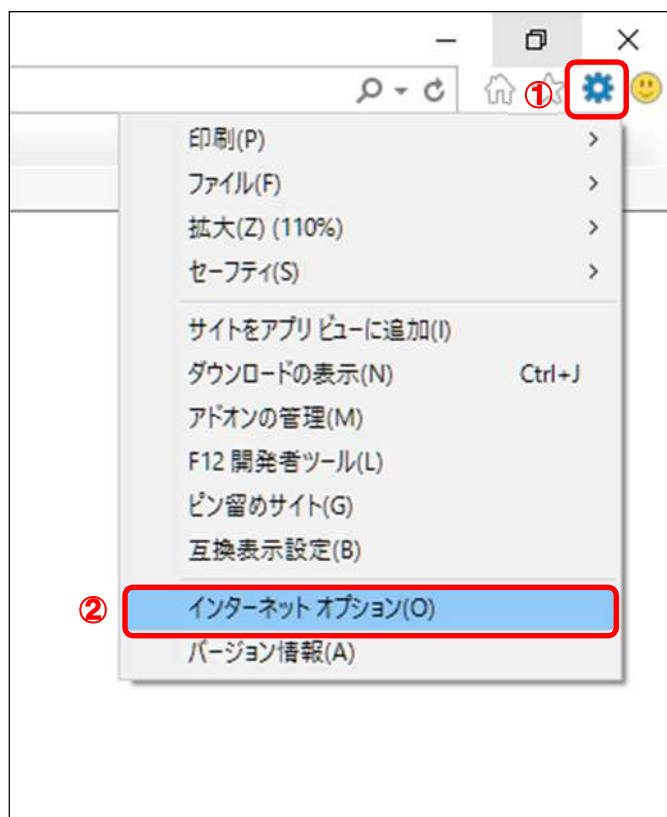 ①
印刷(P)
ファイル(F)
拡大(Z) (110%)
セーフティ(S)
サイトをアプリ ビューに追加(I)
ダウンロードの表示(N) Ctrl+J
アドオンの管理(M)
F12 開発者ツール(L)
ピン留めサイト(G)
互換表示設定(B)
② インターネット オプション(O)
バージョン情報(A)